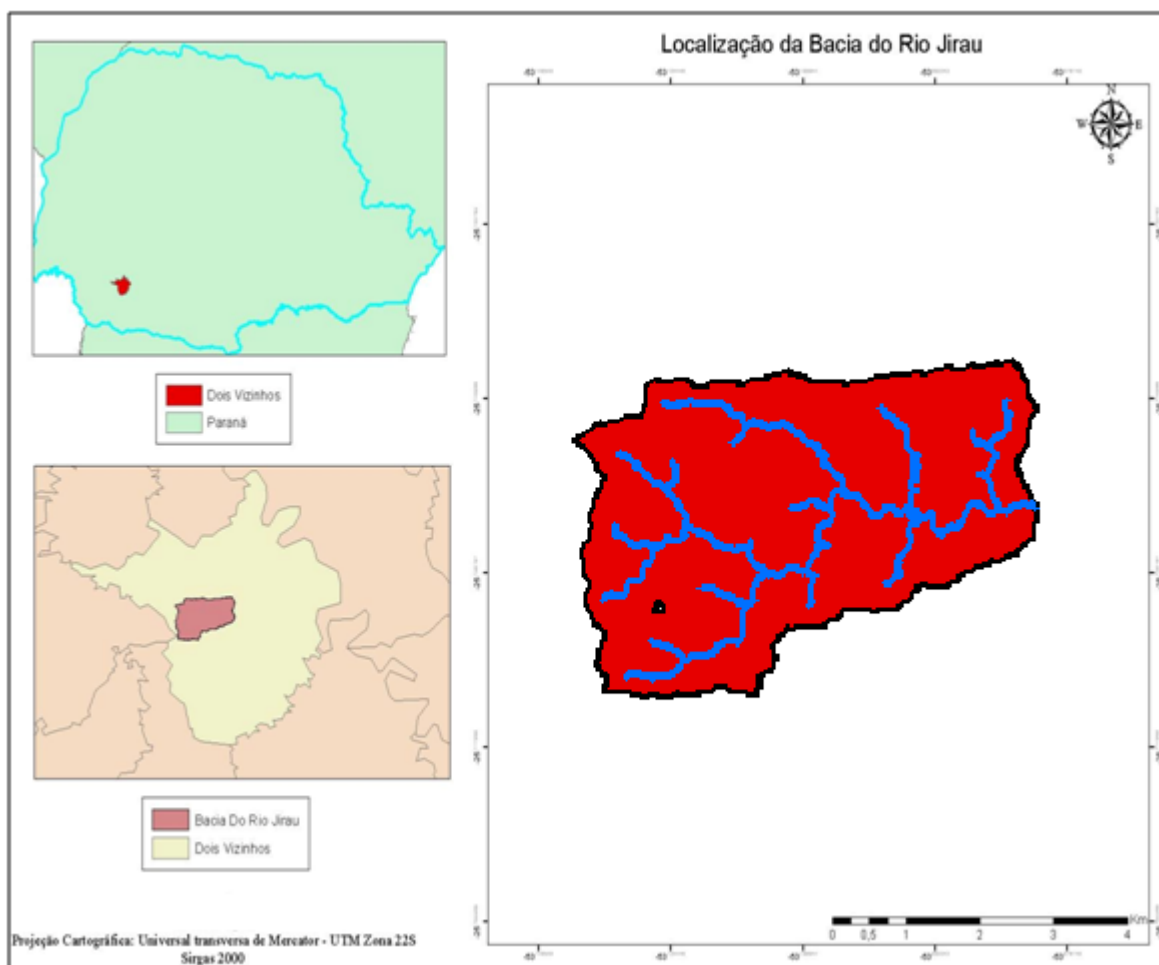 Localização da Bacia do Rio Jirau
N
W
E
S
Dois Vizinhos
Paraná
Bacia Do Rio Jirau
Dois Vizinhos
Km
0 0,5 1 2 3 4
Projeção Cartográfica: Universal transversa de Mercator - UTM Zona 22S
Sirgas 2000